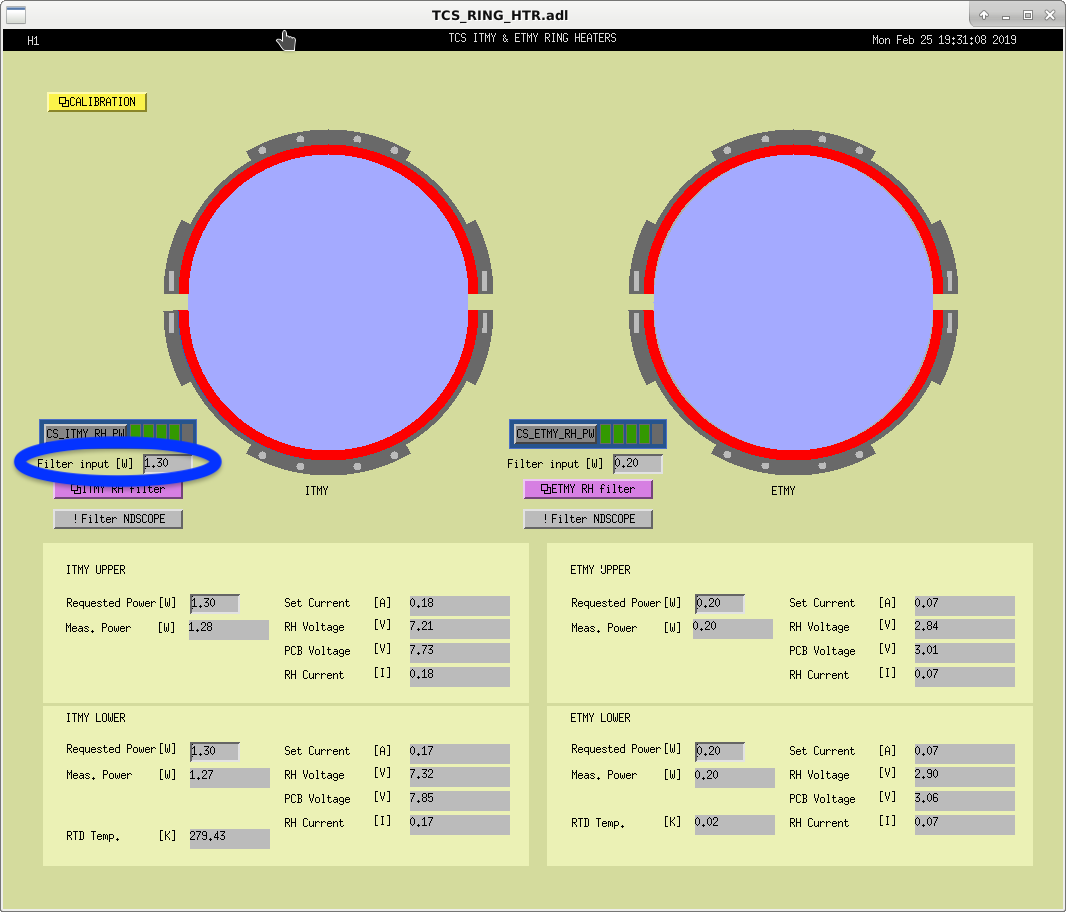 TCS_RING_HTR.adl
H1 TCS ITMY & ETMY RING HEATERS Mon Feb 25 19:31:08 2019
CALIBRATION
CS_ITMY_RH_PW
Filter input [W] 1.30
ITMY RH filter
!Filter NDSCOPE
ITMY
CS_ETMY_RH_PW
Filter input [W] 0.20
ETMY RH filter
!Filter NDSCOPE
ETMY
ITMY UPPER
Requested Power[W] 1.30 Set Current [A] 0.18
Meas. Power [W] 1.28 RH Voltage [V] 7.21
PCB Voltage [V] 7.73
RH Current [I] 0.18
ETMY UPPER
Requested Power[W] 0.20 Set Current [A] 0.07
Meas. Power [W] 0.20 RH Voltage [V] 2.84
PCB Voltage [V] 3.01
RH Current [I] 0.07
ITMY LOWER
Requested Power[W] 1.30 Set Current [A] 0.17
Meas. Power [W] 1.27 RH Voltage [V] 7.32
PCB Voltage [V] 7.85
RH Current [I] 0.17
RTD Temp. [K] 279.43
ETMY LOWER
Requested Power[W] 0.20 Set Current [A] 0.07
Meas. Power [W] 0.20 RH Voltage [V] 2.90
PCB Voltage [V] 3.06
RTD Temp. [K] 0.02 RH Current [I] 0.07